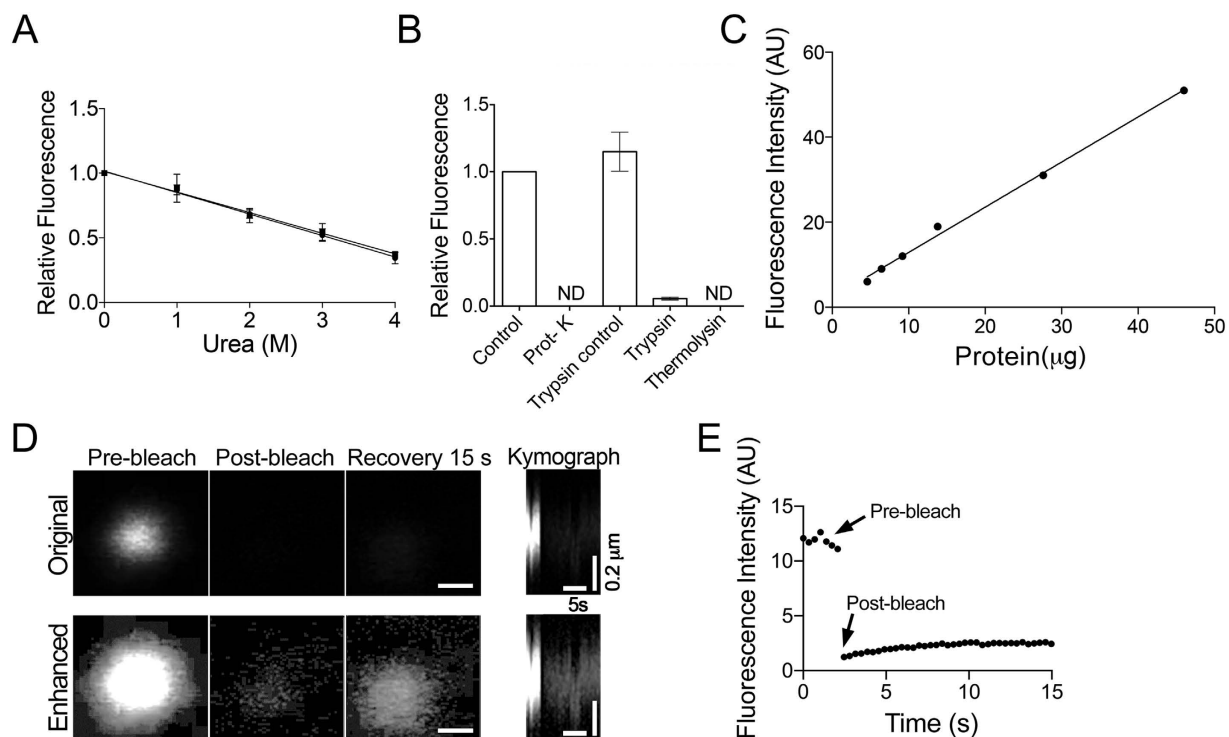 A
Relative Fluorescence
1.5
1.0
0.5
0.0
0 1 2 3 4
Urea (M)
B
Relative Fluorescence
1.5
1.0
0.5
0.0
ND ND
Control
Prot- K
Trypsin control
Trypsin
Thermolysin
C
Fluorescence Intensity (AU)
60
40
20
0
0 10 20 30 40 50
Protein(μg)
D
Pre-bleach Post-bleach Recovery 15 s Kymograph
Original
0.2 μm
5s
Enhanced
E
Fluorescence Intensity (AU)
15
10
5
0
Pre-bleach
Post-bleach
0 5 10 15
Time (s)